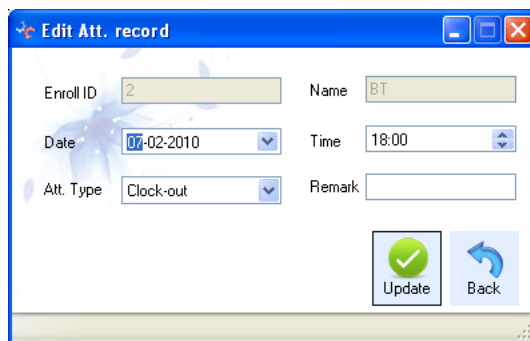 Edit Att. record
Enroll ID 2 Name BT
Date 07-02-2010 Time 18:00
Att. Type Clock-out Remark
Update Back